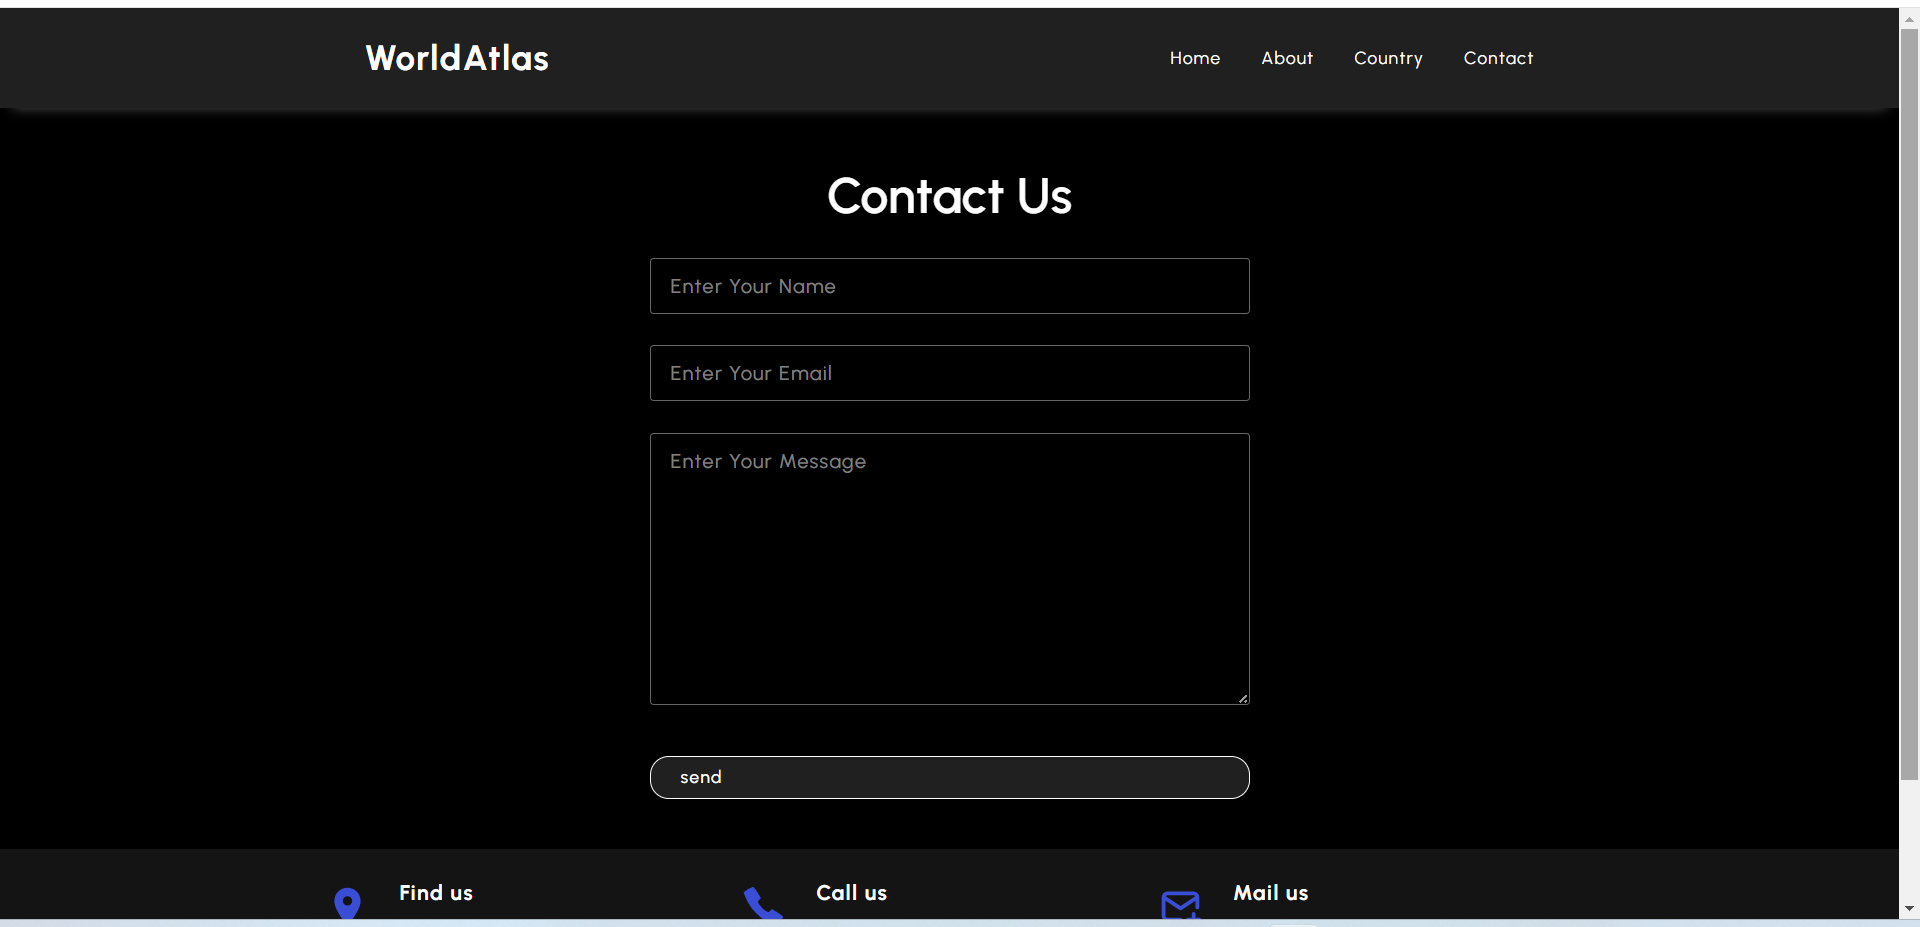 WorldAtlas
Home About Country Contact
Contact Us
Enter Your Name
Enter Your Email
Enter Your Message
send
Find us Call us Mail us